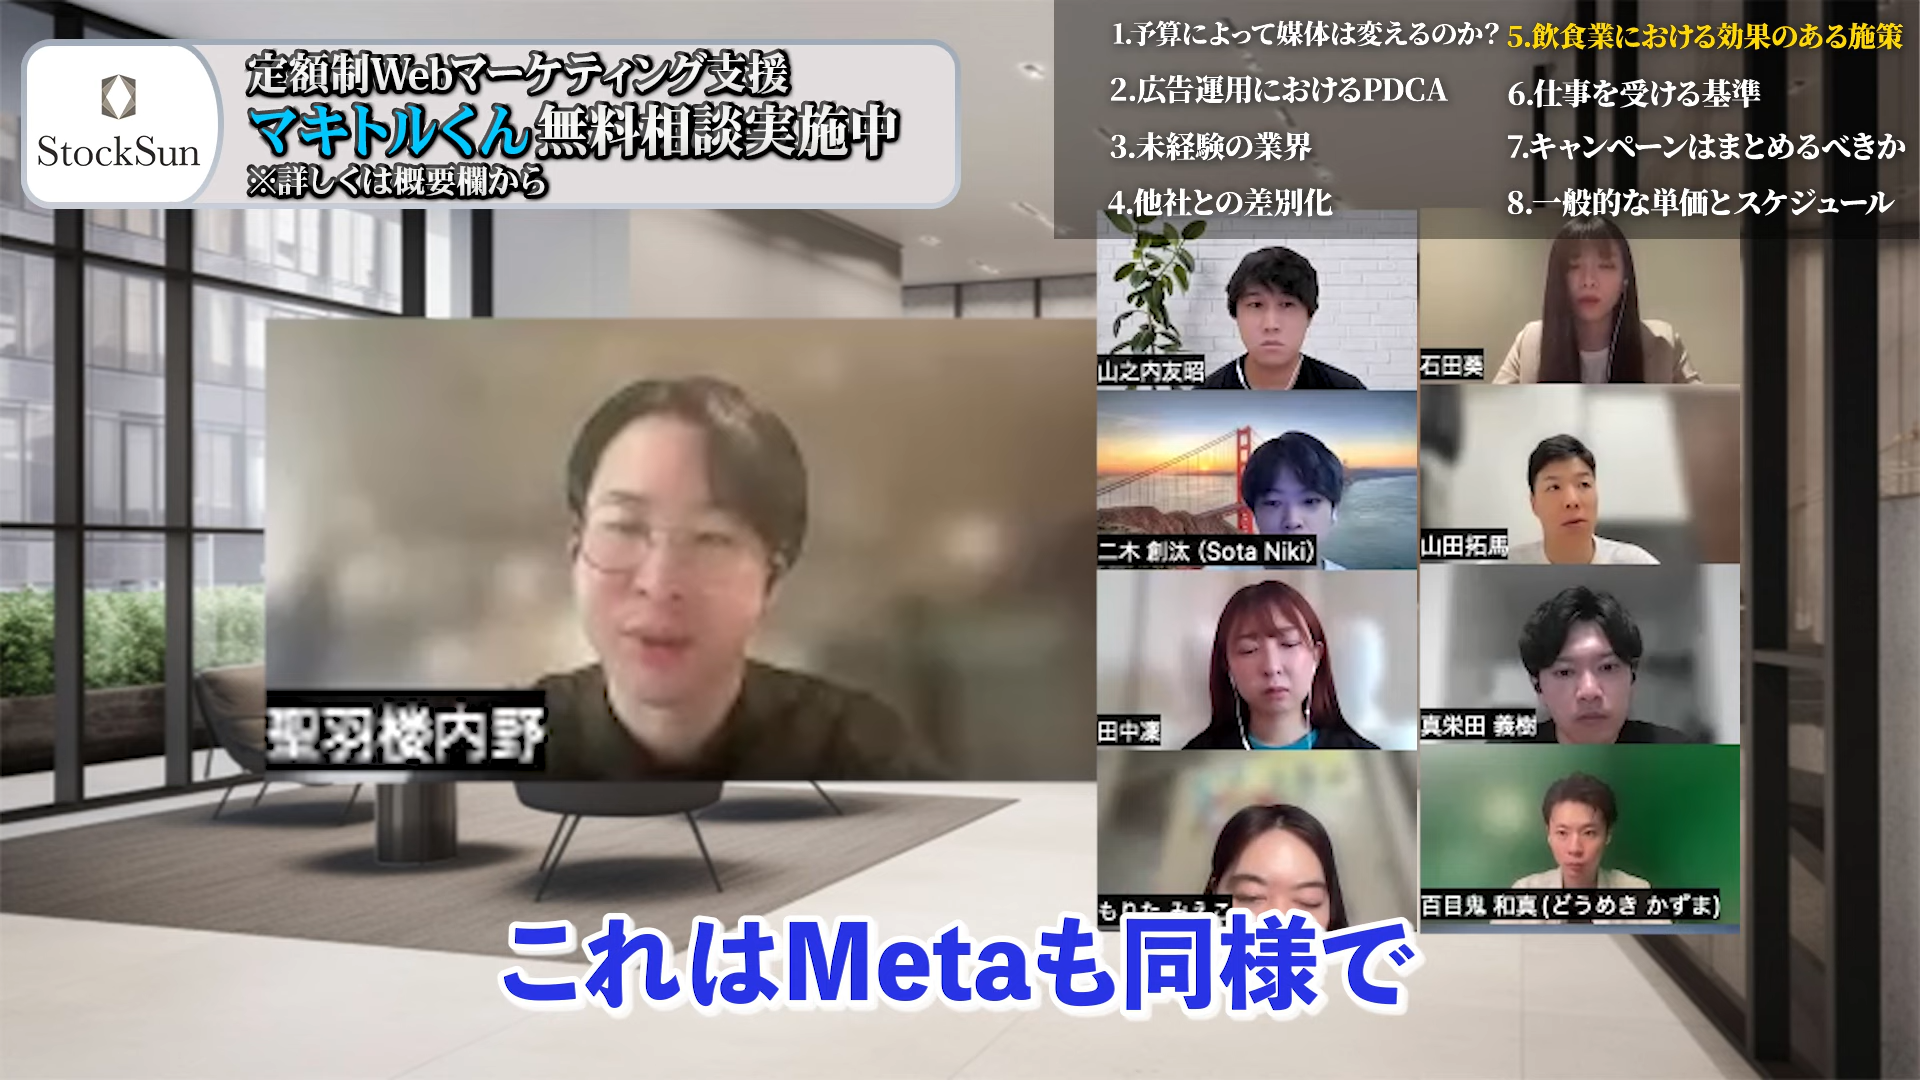 StockSun
定額制Webマーケティング支援
マキトルくん無料相談実施中
※詳しくは概要欄から
1.予算によって媒体は変えるのか?
2.広告運用におけるPDCA
3.未経験の業界
4.他社との差別化
5.飲食業における効果のある施策
6.仕事を受ける基準
7.キャンペーンはまとめるべきか
8.一般的な単価とスケジュール
聖羽楼内野
山之内友昭
石田葵
二木 創汰 (Sota Niki)
山田拓馬
田中凜
真栄田 義樹
もりた みえこ
百目鬼 和真 (どうめき かずま)
これはMetaも同様で